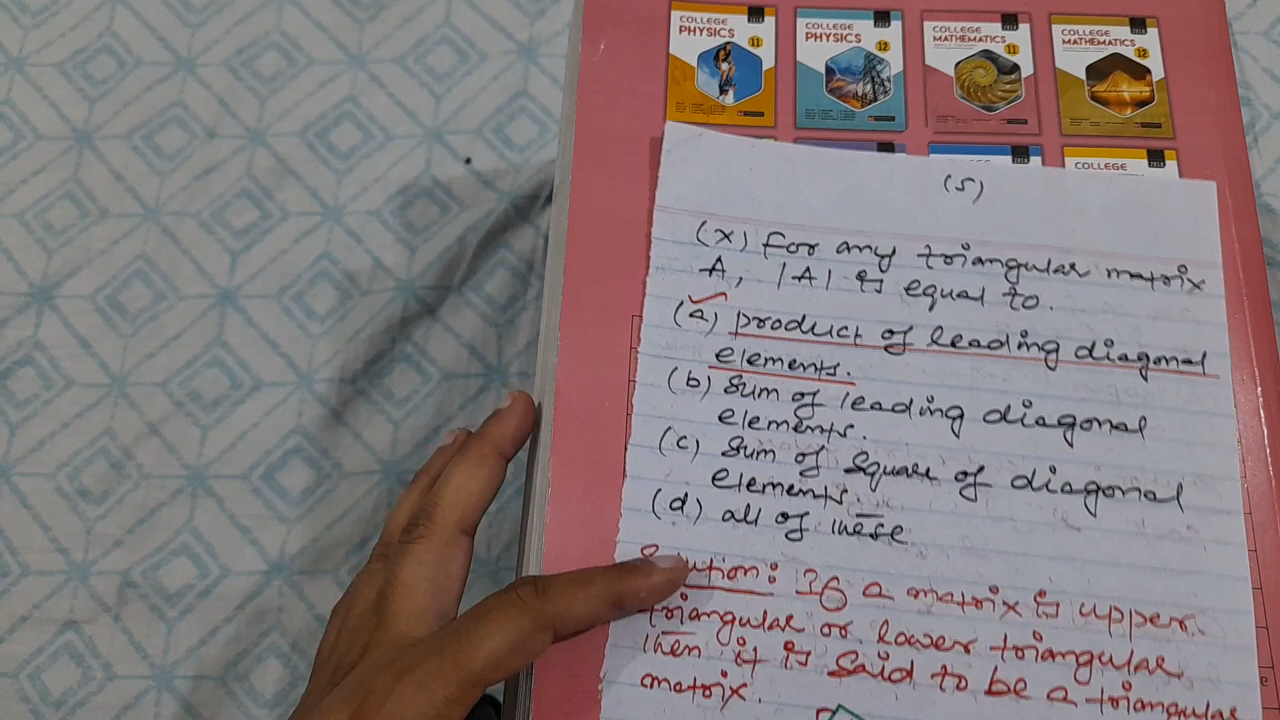 COLLEGE
PHYSICS 11
COLLEGE
PHYSICS 12
COLLEGE
MATHEMATICS 11
COLLEGE
MATHEMATICS 12
COLLEGE
(5)
(x) for any triangular matrix
A, |A| is equal to.
(a) product of leading diagonal
elements.
(b) Sum of leading diagonal
elements.
(c) Sum of square of diagonal
elements.
(d) all of these
Solution: If a matrix is upper
triangular or lower triangular
then it is said to be a triangular
matrix.